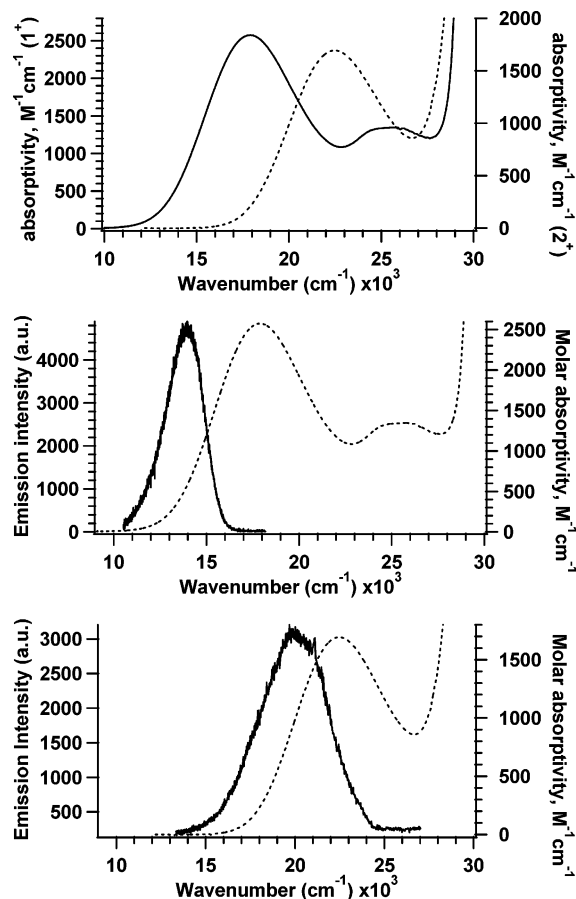 absorptivity, M⁻¹cm⁻¹ (1⁺)
2500
2000
1500
1000
500
0
2000
1500
1000
500
0
absorptivity, M⁻¹cm⁻¹ (2⁺)
10 15 20 25 30
Wavenumber (cm⁻¹) x10³
Emission intensity (a.u.)
4000
3000
2000
1000
0
2500
2000
1500
1000
500
0
Molar absorptivity, M⁻¹cm⁻¹
10 15 20 25 30
Wavenumber (cm⁻¹) x10³
Emission Intensity (a.u.)
3000
2500
2000
1500
1000
500
1500
1000
500
0
Molar absorptivity, M⁻¹cm⁻¹
10 15 20 25 30
Wavenumber (cm⁻¹) x10³